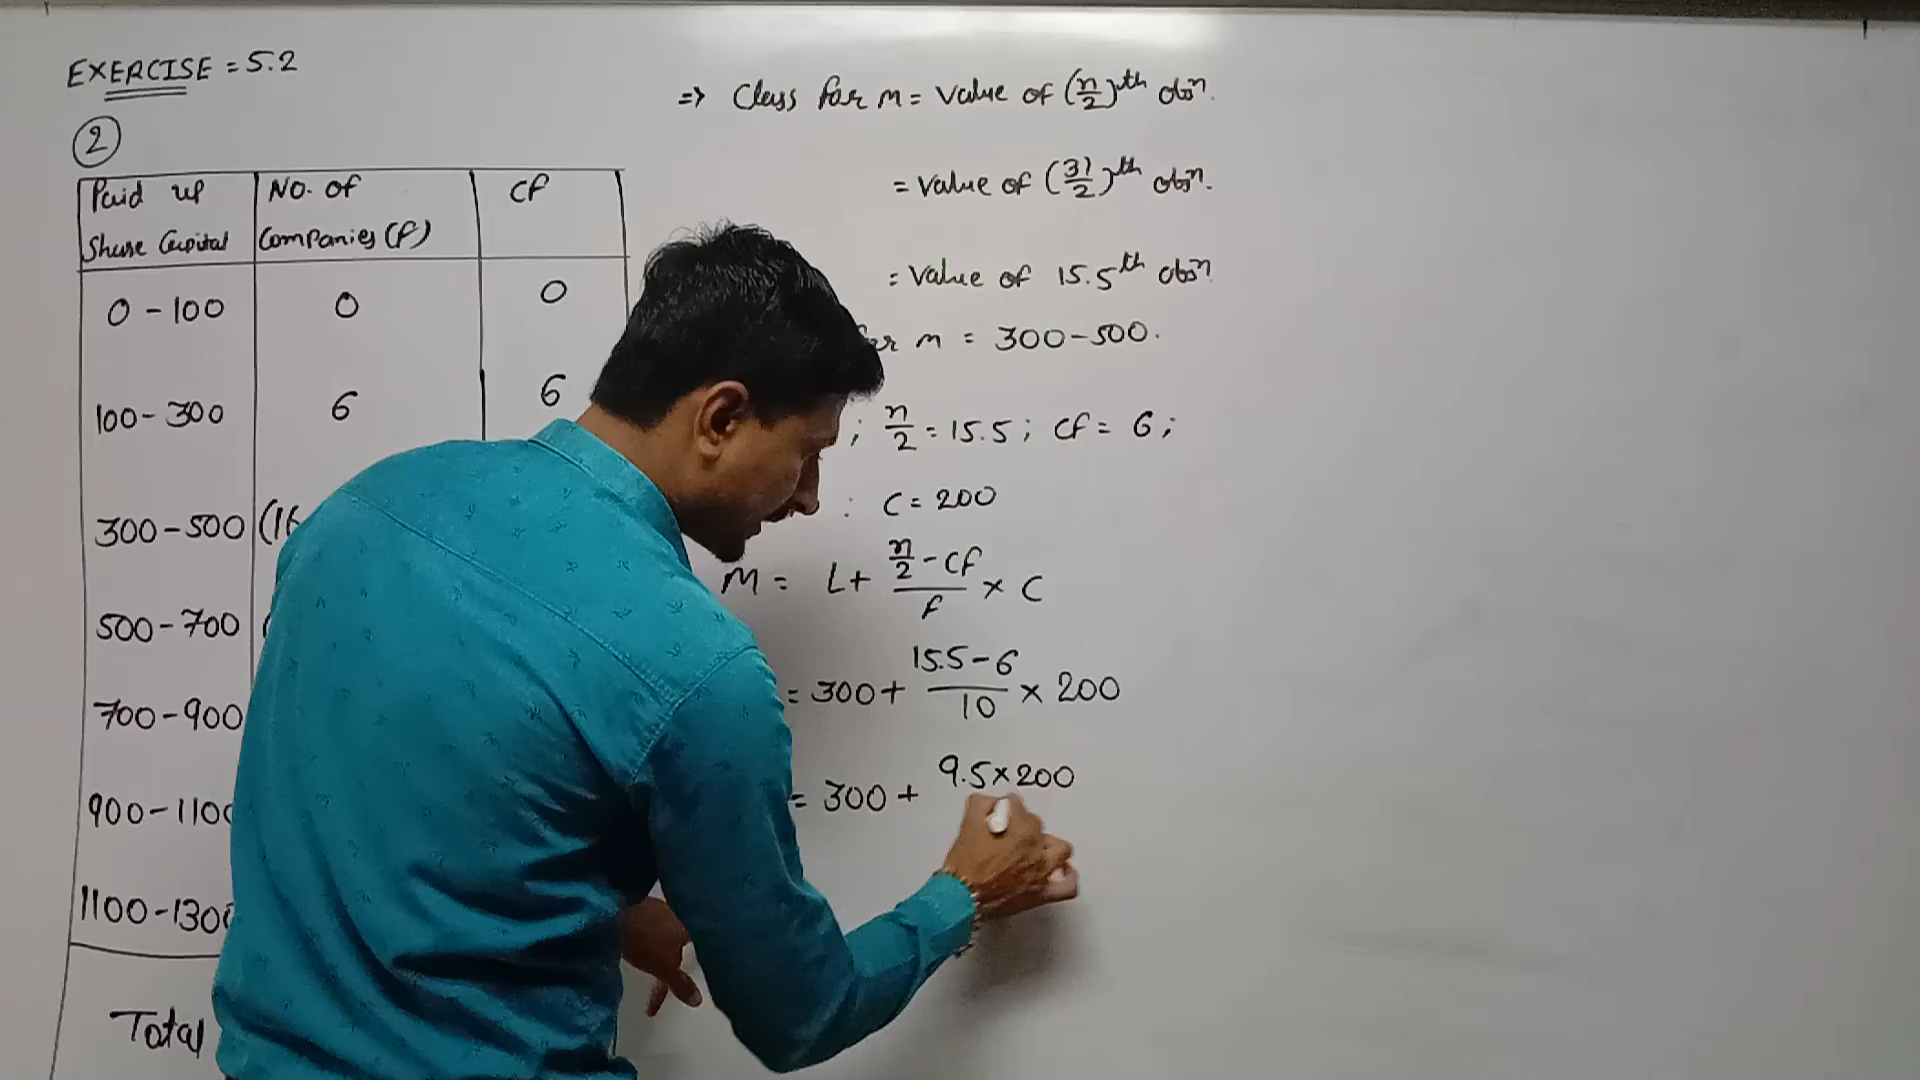 EXERCISE = 5.2
2
Paid up Share Capital | No. of Companies (f) | cf
0 - 100 | 0 | 0
100 - 300 | 6 | 6
300 - 500 | (16
500 - 700
700 - 900
900 - 1100
1100 - 1300
Total
=> Class for M = Value of (n/2)th obsn.
= Value of (31/2)th obsn.
= Value of 15.5th obsn
m = 300 - 500.
; n/2 = 15.5 ; cf = 6 ;
: C = 200
M = L + (n/2 - cf)/f × C
= 300 + (15.5 - 6)/10 × 200
= 300 + 9.5 × 200